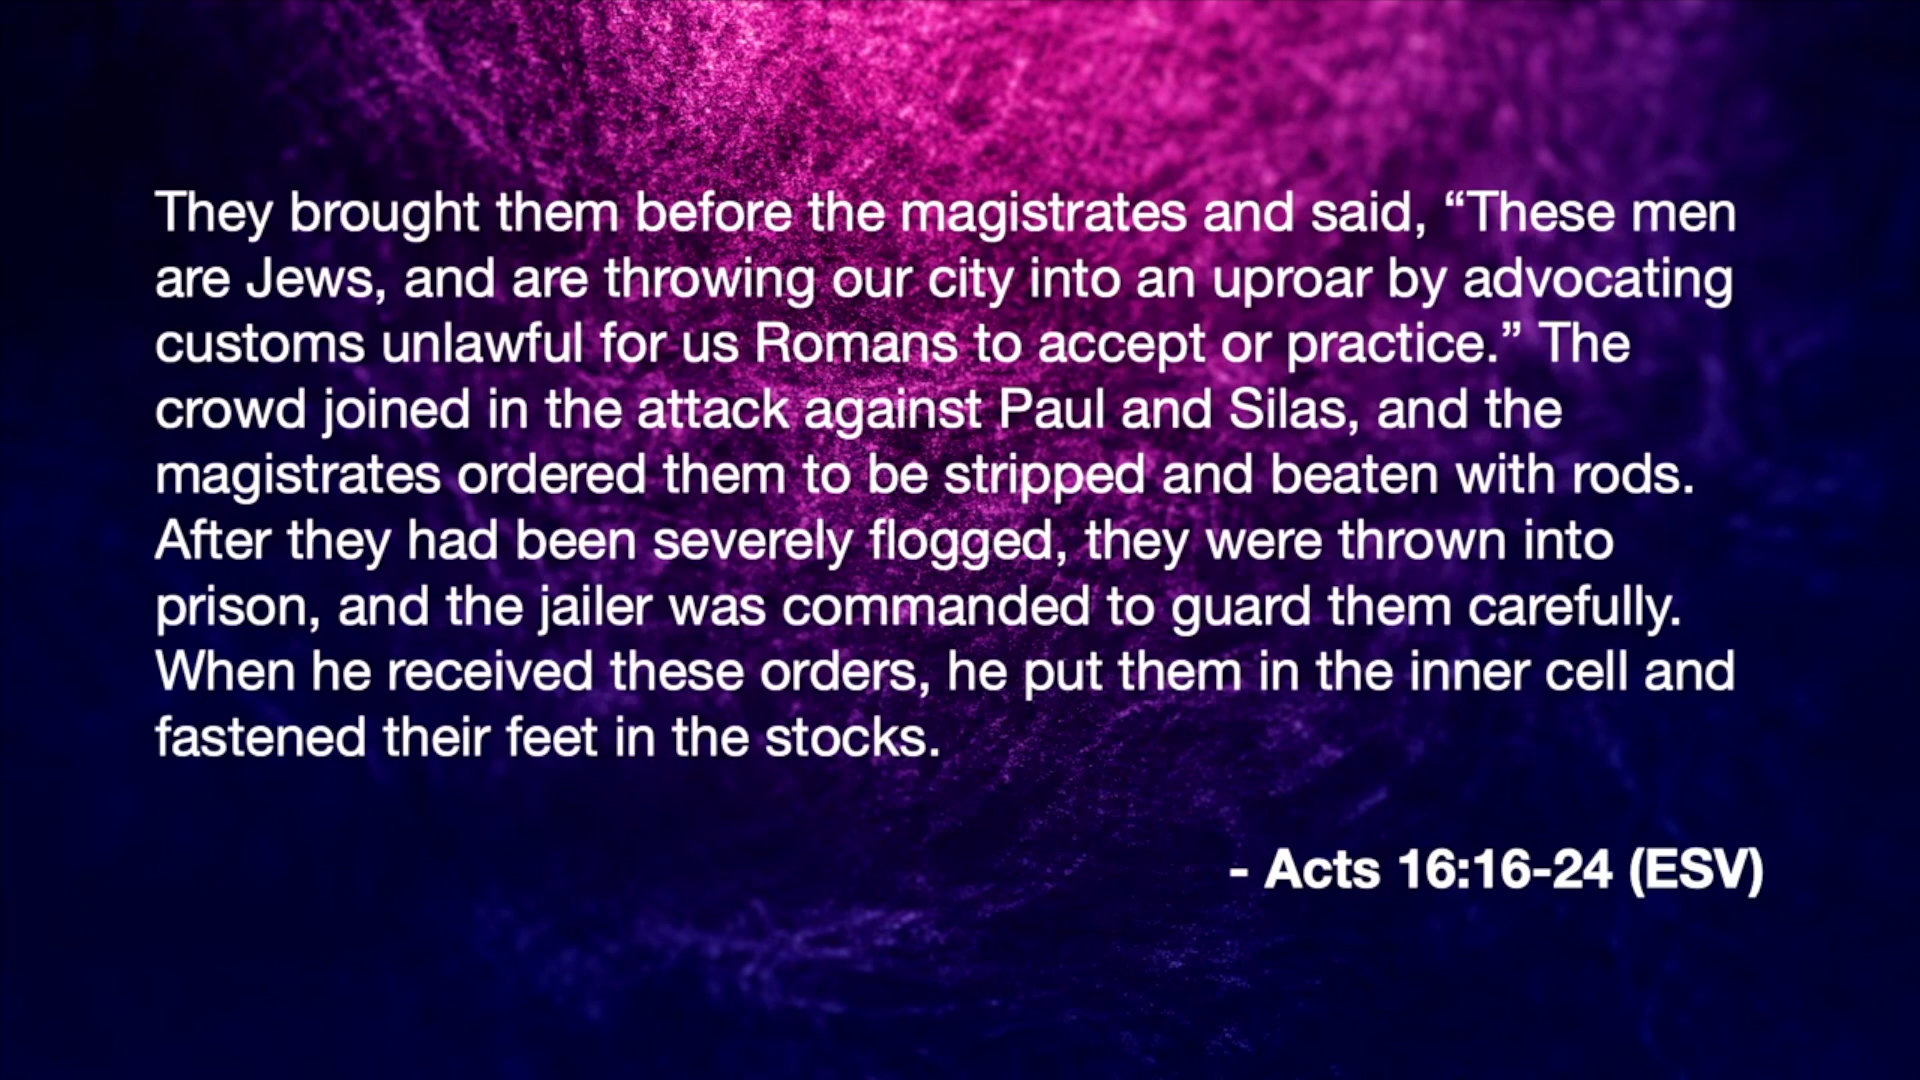 They brought them before the magistrates and said, “These men
are Jews, and are throwing our city into an uproar by advocating
customs unlawful for us Romans to accept or practice.” The
crowd joined in the attack against Paul and Silas, and the
magistrates ordered them to be stripped and beaten with rods.
After they had been severely flogged, they were thrown into
prison, and the jailer was commanded to guard them carefully.
When he received these orders, he put them in the inner cell and
fastened their feet in the stocks.
- Acts 16:16-24 (ESV)